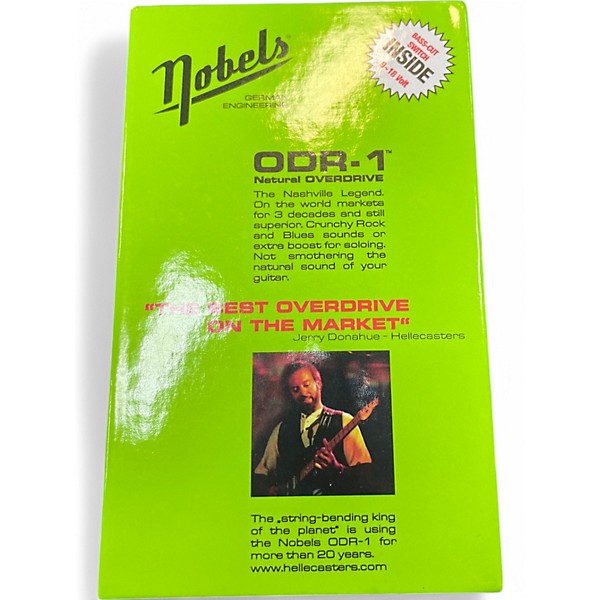 Nobels
GERMAN
ENGINEERING
BASS-CUT
SWITCH
INSIDE
9-18 Volt
ODR-1™
Natural OVERDRIVE
The Nashville Legend.
On the world markets
for 3 decades and still
superior. Crunchy Rock
and Blues sounds or
extra boost for soloing.
Not smothering the
natural sound of your
guitar.
"THE BEST OVERDRIVE
ON THE MARKET"
Jerry Donahue - Hellecasters
The „string-bending king
of the planet" is using
the Nobels ODR-1 for
more than 20 years.
www.hellecasters.com